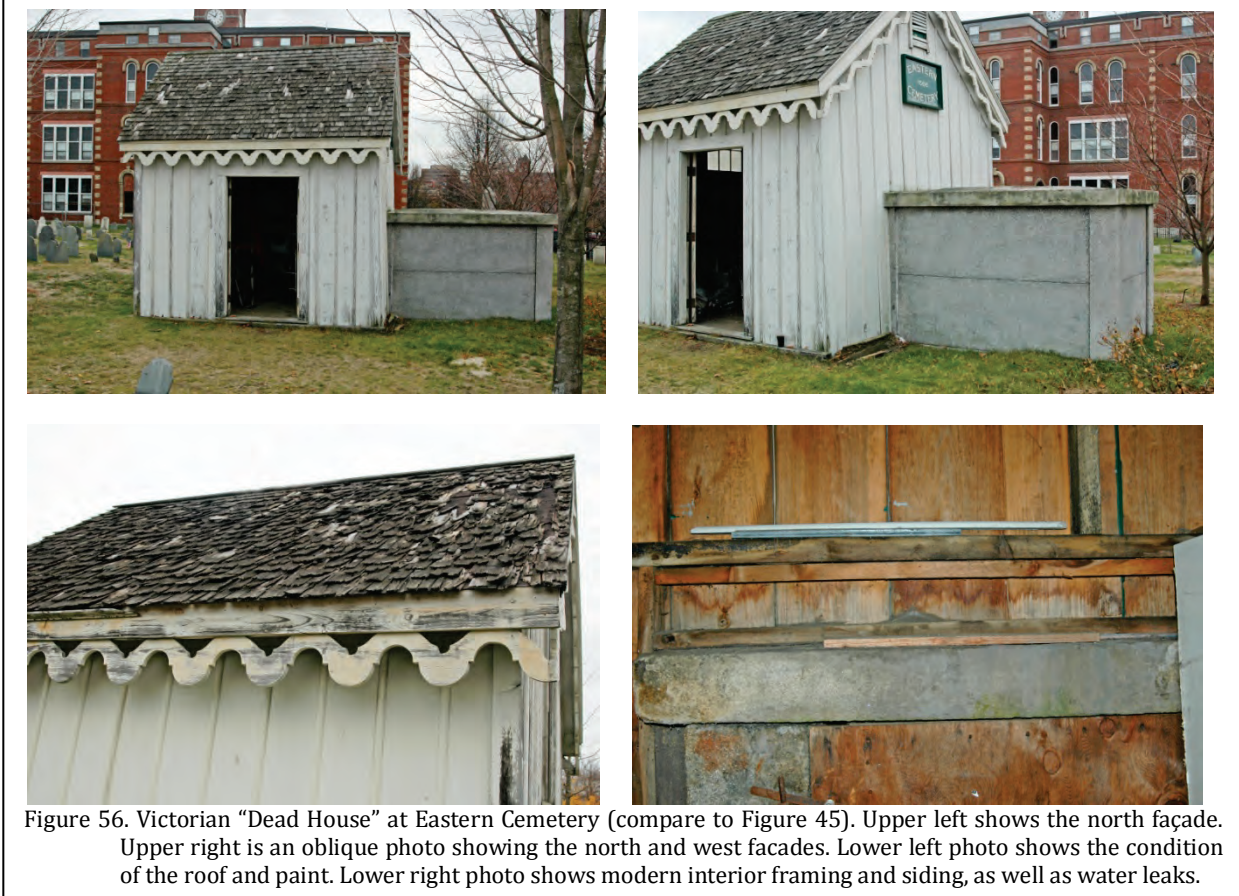 EASTERN
CEMETERY
Figure 56. Victorian “Dead House” at Eastern Cemetery (compare to Figure 45). Upper left shows the north façade.
Upper right is an oblique photo showing the north and west facades. Lower left photo shows the condition
of the roof and paint. Lower right photo shows modern interior framing and siding, as well as water leaks.